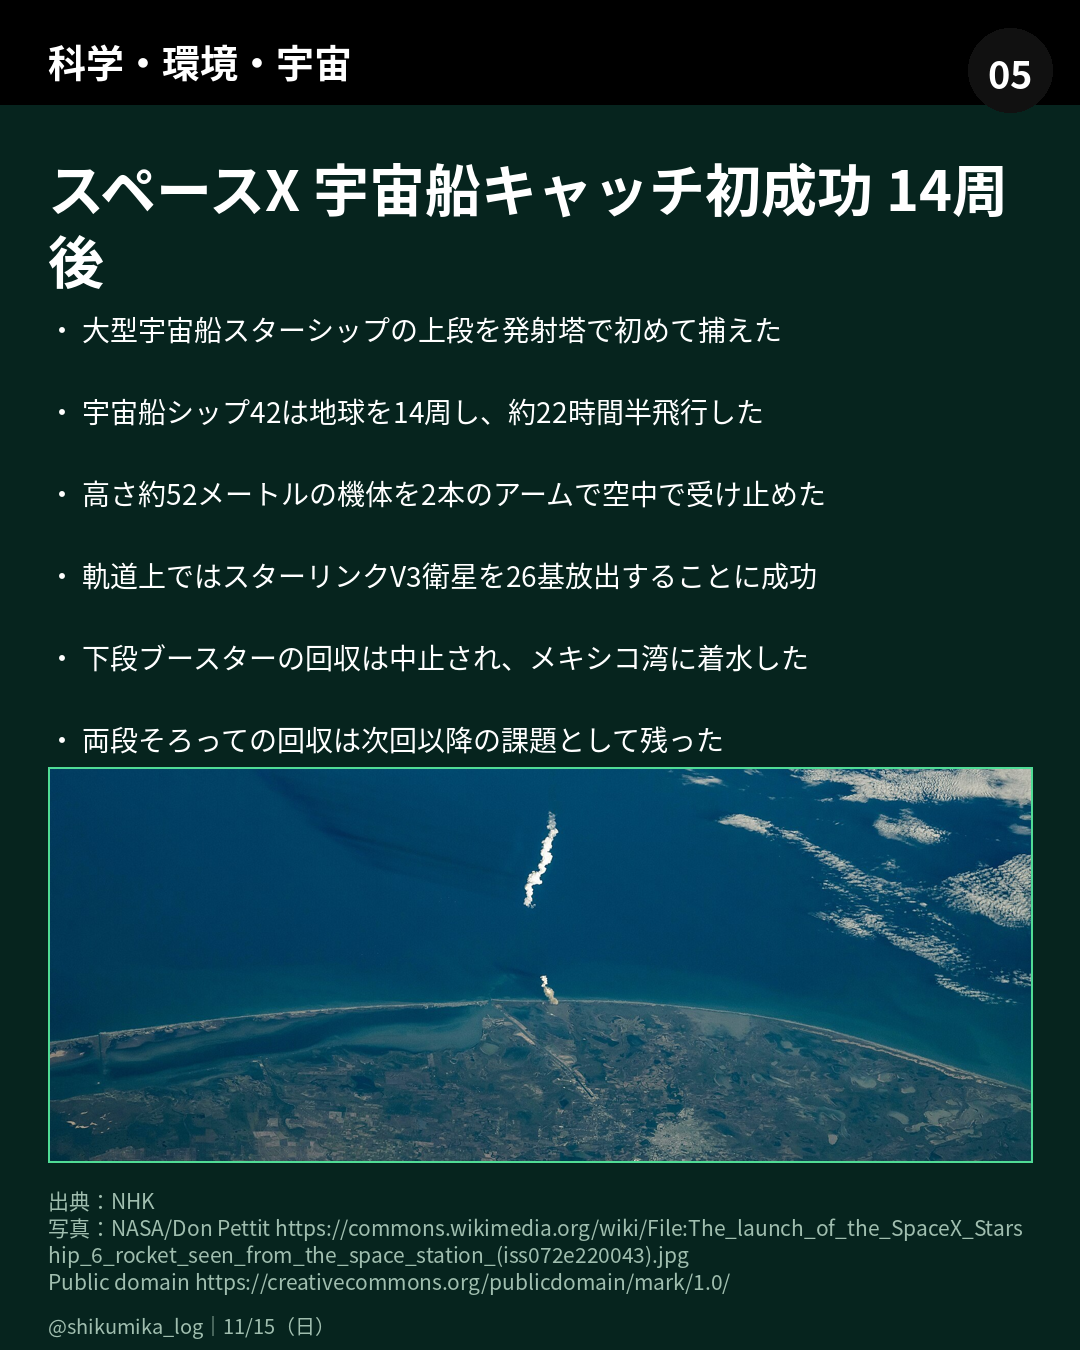 科学・環境・宇宙
05
スペースX 宇宙船キャッチ初成功 14周
後
・ 大型宇宙船スターシップの上段を発射塔で初めて捕えた
・ 宇宙船シップ42は地球を14周し、約22時間半飛行した
・ 高さ約52メートルの機体を2本のアームで空中で受け止めた
・ 軌道上ではスターリンクV3衛星を26基放出することに成功
・ 下段ブースターの回収は中止され、メキシコ湾に着水した
・ 両段そろっての回収は次回以降の課題として残った
出典：NHK
写真：NASA/Don Pettit https://commons.wikimedia.org/wiki/File:The_launch_of_the_SpaceX_Stars
hip_6_rocket_seen_from_the_space_station_(iss072e220043).jpg
Public domain https://creativecommons.org/publicdomain/mark/1.0/
@shikumika_log｜11/15（日）